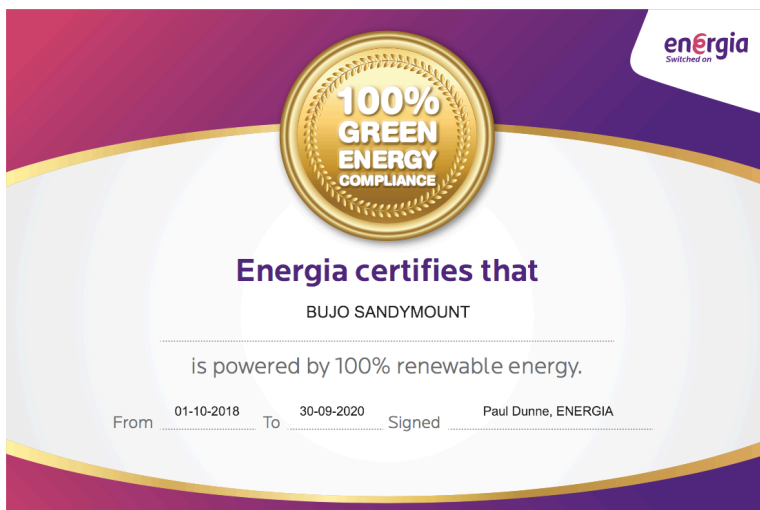 energia
Switched on
100%
GREEN
ENERGY
COMPLIANCE
Energia certifies that
BUJO SANDYMOUNT
is powered by 100% renewable energy.
From 01-10-2018 To 30-09-2020 Signed Paul Dunne, ENERGIA